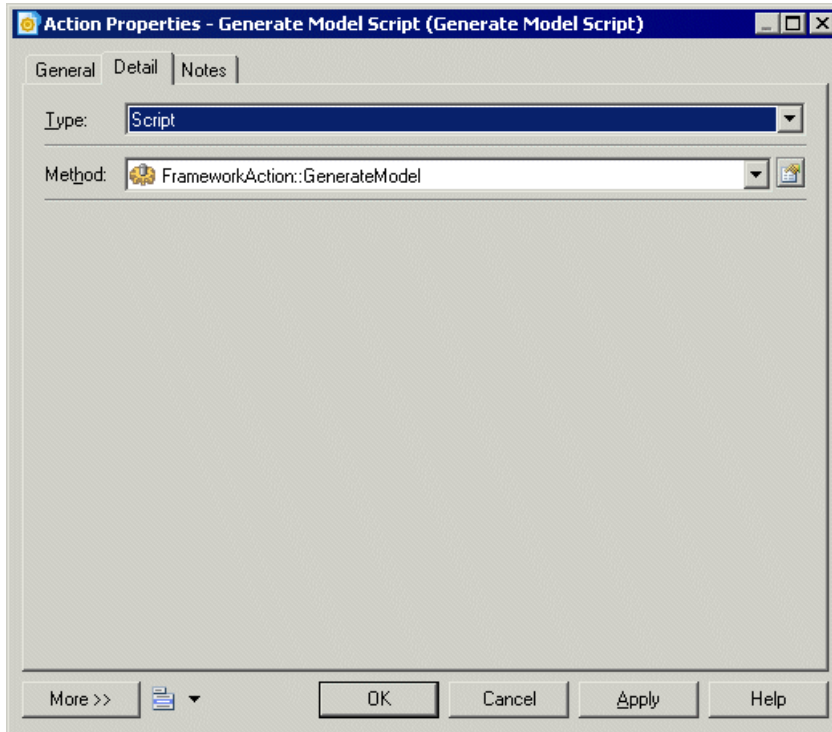 Action Properties - Generate Model Script (Generate Model Script)
General Detail Notes
Type: Script
Method: FrameworkAction::GenerateModel
More >> OK Cancel Apply Help